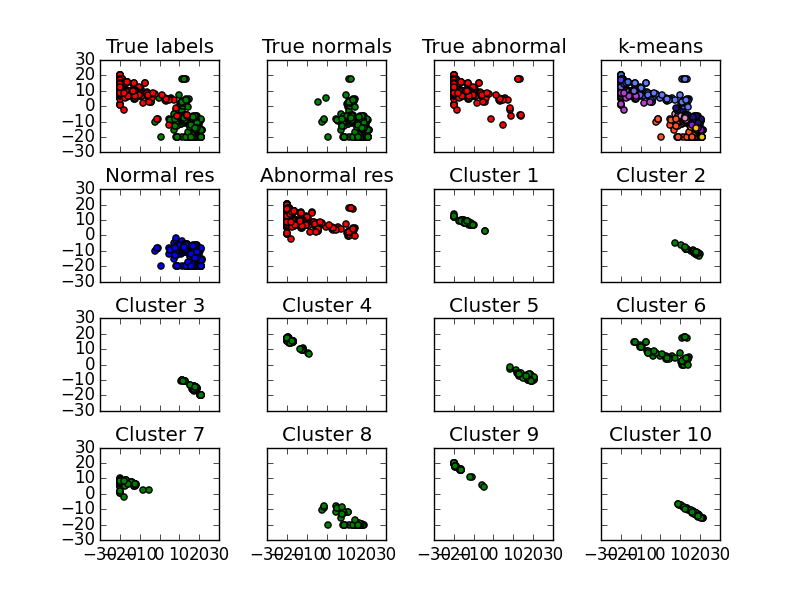 True labels
True normals
True abnormal
k-means
30
20
10
0
−10
−20
−30
Normal res
Abnormal res
Cluster 1
Cluster 2
30
20
10
0
−10
−20
−30
Cluster 3
Cluster 4
Cluster 5
Cluster 6
30
20
10
0
−10
−20
−30
Cluster 7
Cluster 8
Cluster 9
Cluster 10
30
20
10
0
−10
−20
−30
−30−20−10 0 10 20 30 −30−20−10 0 10 20 30 −30−20−10 0 10 20 30 −30−20−10 0 10 20 30